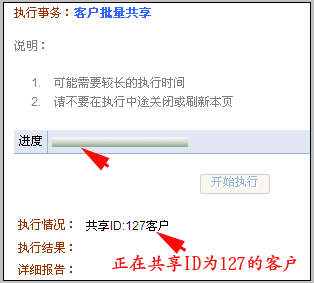 执行事务：客户批量共享
说明：
1. 可能需要较长的执行时间
2. 请不要在执行中途关闭或刷新本页
进度
开始执行
执行情况： 共享ID:127客户
执行结果：
正在共享ID为127的客户
详细报告：